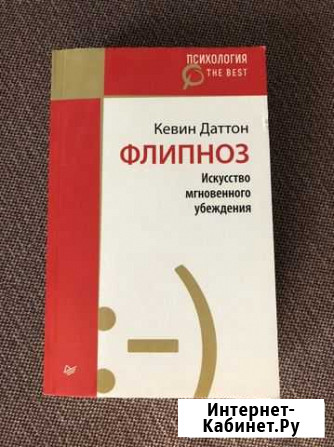 ПСИХОЛОГИЯ
THE BEST
Кевин Даттон
ФЛИПНОЗ
Искусство
мгновенного
убеждения
:-)
Интернет-
Кабинет.Ру